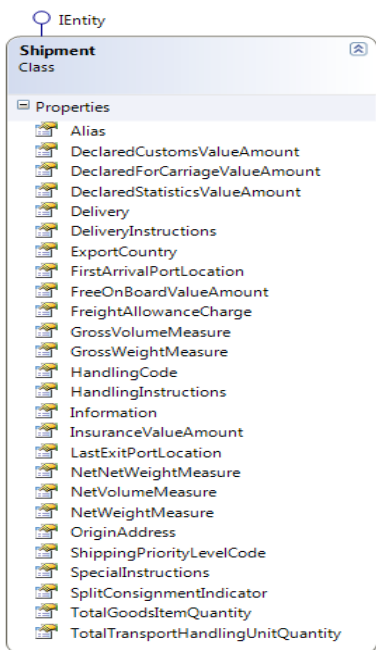 IEntity
Shipment
Class
Properties
Alias
DeclaredCustomsValueAmount
DeclaredForCarriageValueAmount
DeclaredStatisticsValueAmount
Delivery
DeliveryInstructions
ExportCountry
FirstArrivalPortLocation
FreeOnBoardValueAmount
FreightAllowanceCharge
GrossVolumeMeasure
GrossWeightMeasure
HandlingCode
HandlingInstructions
Information
InsuranceValueAmount
LastExitPortLocation
NetNetWeightMeasure
NetVolumeMeasure
NetWeightMeasure
OriginAddress
ShippingPriorityLevelCode
SpecialInstructions
SplitConsignmentIndicator
TotalGoodsItemQuantity
TotalTransportHandlingUnitQuantity